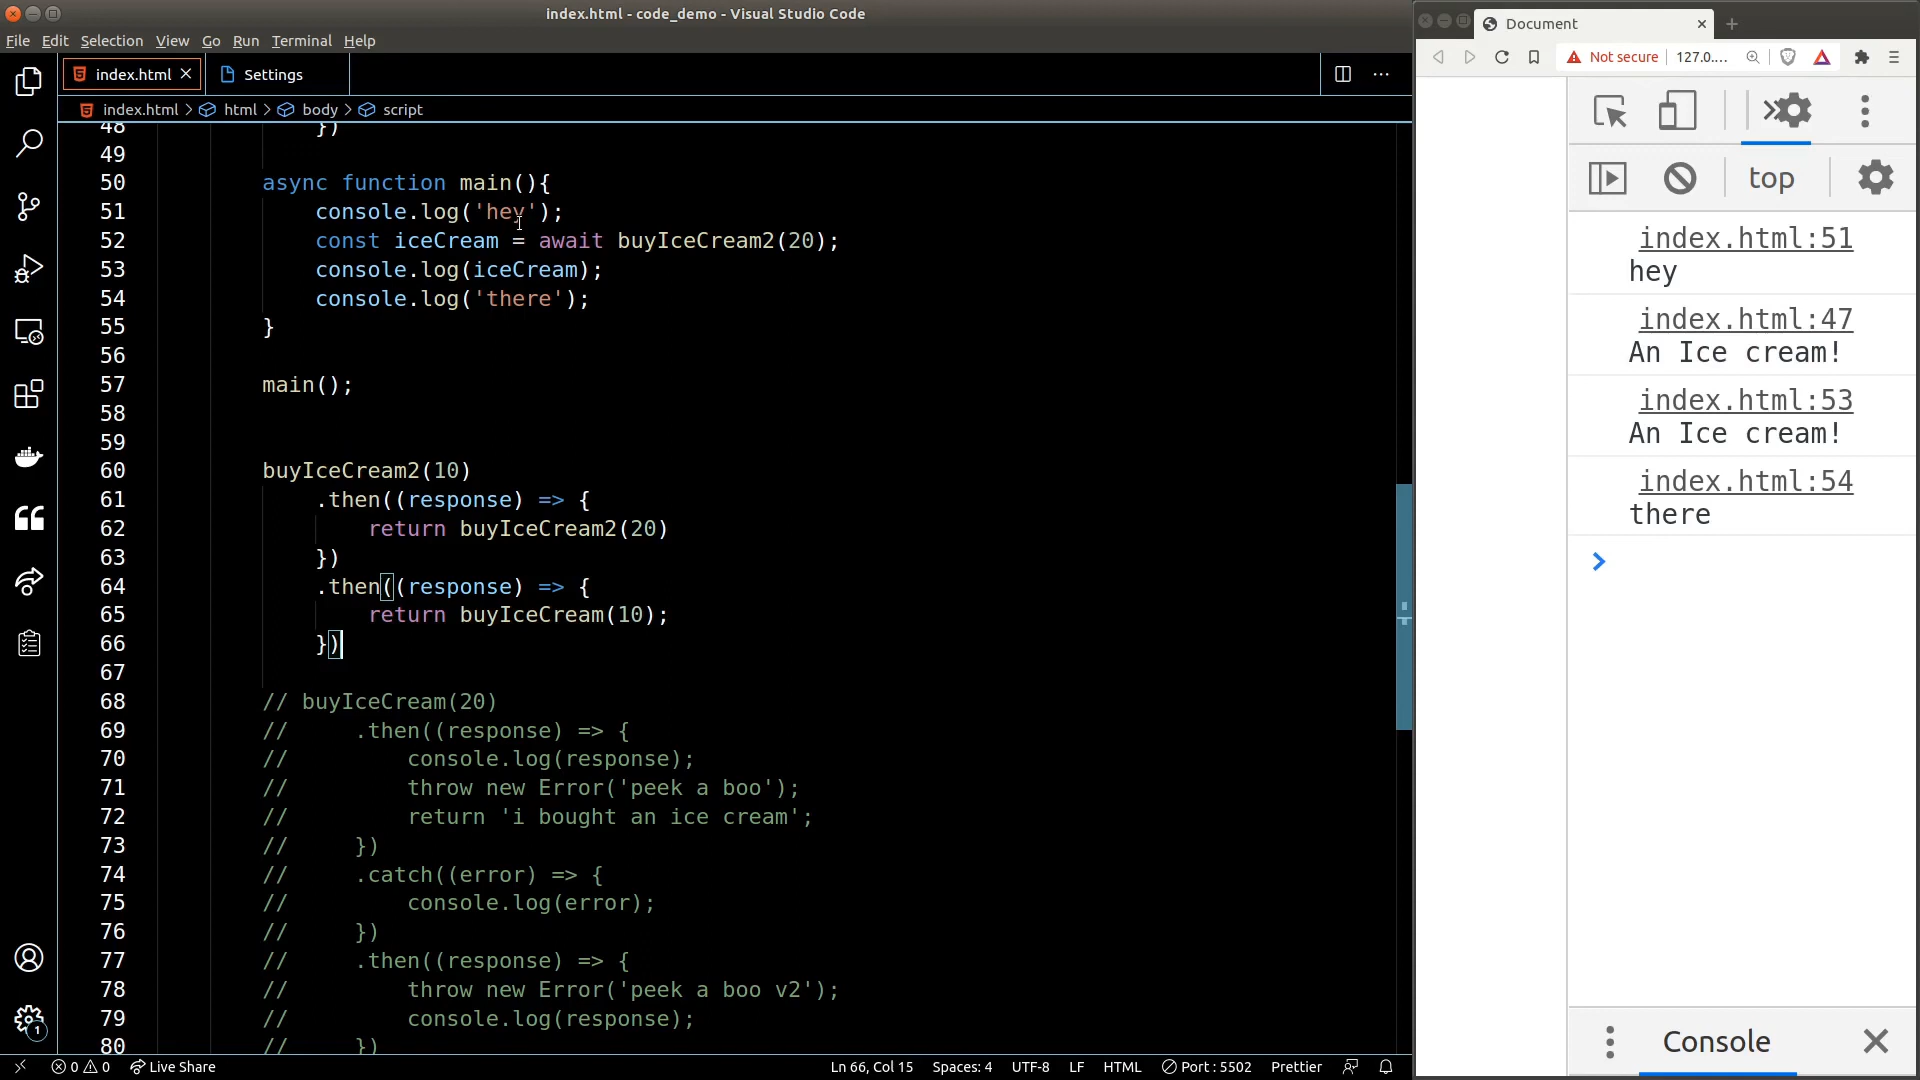 index.html - code_demo - Visual Studio Code
File Edit Selection View Go Run Terminal Help
index.html Settings
index.html > html > body > script
48 })
49
50 async function main(){
51 console.log('hey');
52 const iceCream = await buyIceCream2(20);
53 console.log(iceCream);
54 console.log('there');
55 }
56
57 main();
58
59
60 buyIceCream2(10)
61 .then((response) => {
62 return buyIceCream2(20)
63 })
64 .then((response) => {
65 return buyIceCream(10);
66 })
67
68 // buyIceCream(20)
69 // .then((response) => {
70 // console.log(response);
71 // throw new Error('peek a boo');
72 // return 'i bought an ice cream';
73 // })
74 // .catch((error) => {
75 // console.log(error);
76 // })
77 // .then((response) => {
78 // throw new Error('peek a boo v2');
79 // console.log(response);
80 // })
1
0 0 Live Share Ln 66, Col 15 Spaces: 4 UTF-8 LF HTML Port : 5502 Prettier
Document
Not secure 127.0....
top
index.html:51
hey
index.html:47
An Ice cream!
index.html:53
An Ice cream!
index.html:54
there
Console